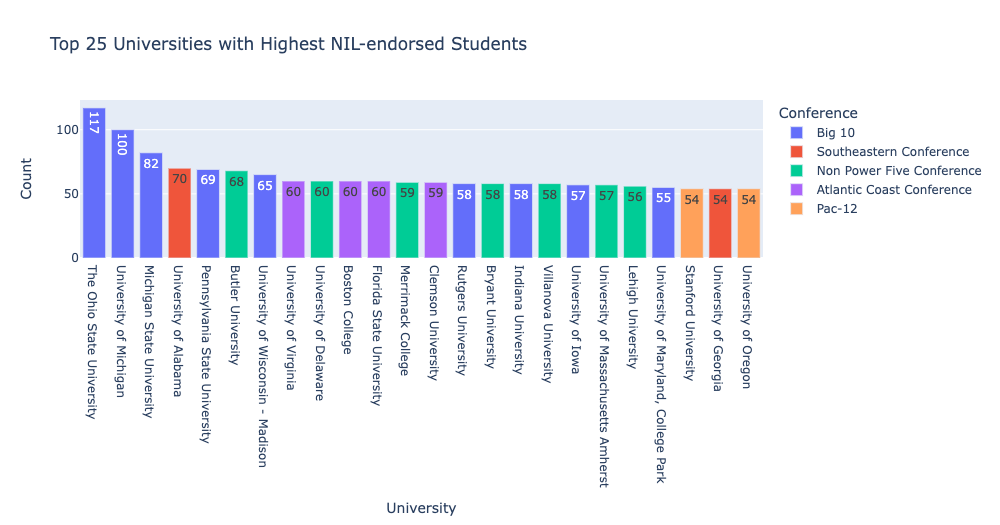 Top 25 Universities with Highest NIL-endorsed Students
Count
100
50
0
117
100
82
70
69
68
65
60
60
60
60
59
59
58
58
58
58
57
57
56
55
54
54
54
The Ohio State University
University of Michigan
Michigan State University
University of Alabama
Pennsylvania State University
Butler University
University of Wisconsin - Madison
University of Virginia
University of Delaware
Boston College
Florida State University
Merrimack College
Clemson University
Rutgers University
Bryant University
Indiana University
Villanova University
University of Iowa
University of Massachusetts Amherst
Lehigh University
University of Maryland, College Park
Stanford University
University of Georgia
University of Oregon
University
Conference
Big 10
Southeastern Conference
Non Power Five Conference
Atlantic Coast Conference
Pac-12